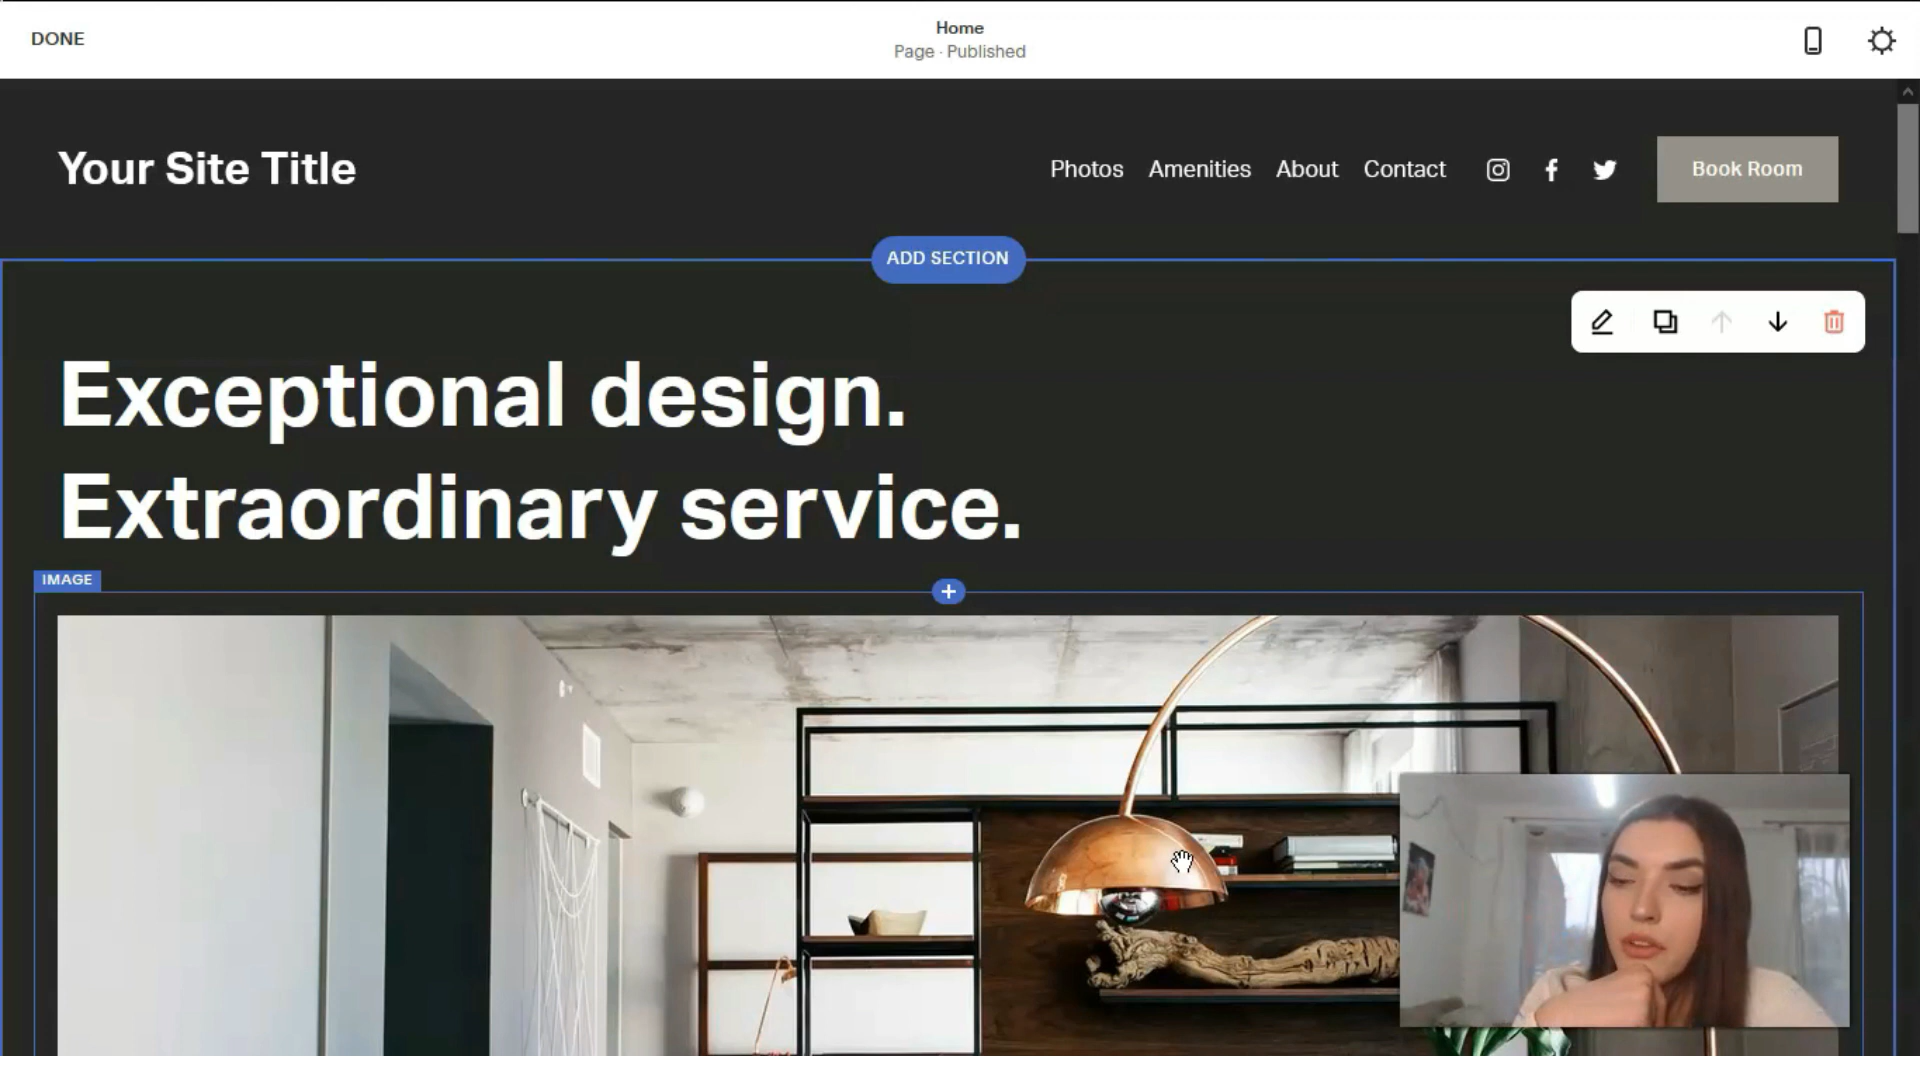 DONE
Home
Page · Published
Your Site Title
Photos Amenities About Contact
Book Room
ADD SECTION
Exceptional design.
Extraordinary service.
IMAGE